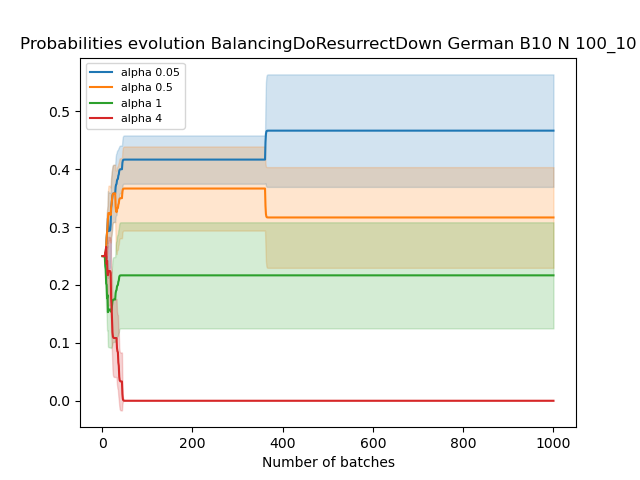 Probabilities evolution BalancingDoResurrectDown German B10 N 100_10
alpha 0.05
alpha 0.5
alpha 1
alpha 4
0.5
0.4
0.3
0.2
0.1
0.0
0 200 400 600 800 1000
Number of batches